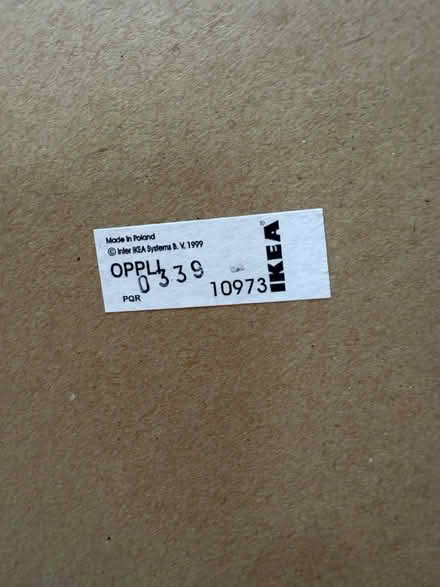 Made in Poland
© Inter IKEA Systems B. V. 1999
OPPLI
0339
PQR
10973
IKEA®